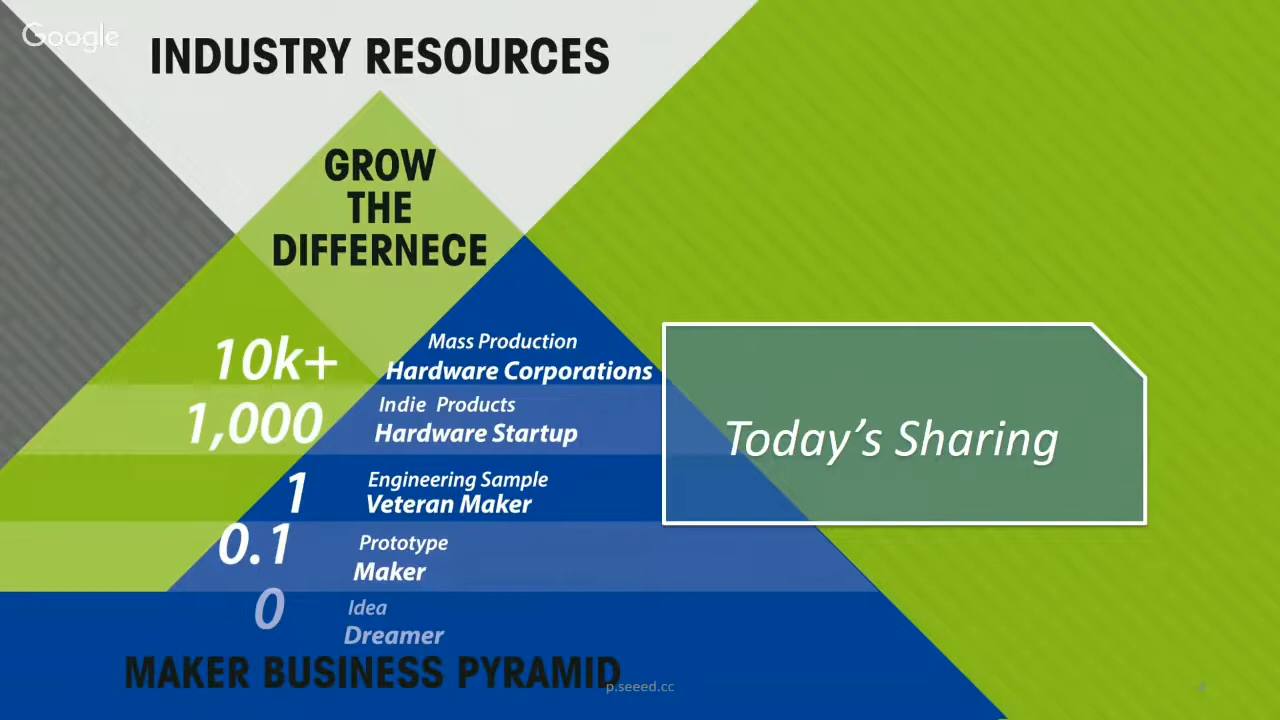 Google
INDUSTRY RESOURCES
GROW
THE
DIFFERNECE
10k+
Mass Production
Hardware Corporations
1,000
Indie Products
Hardware Startup
Today's Sharing
1
Engineering Sample
Veteran Maker
0.1
Prototype
Maker
0
Idea
Dreamer
MAKER BUSINESS PYRAMID
p.seeed.cc